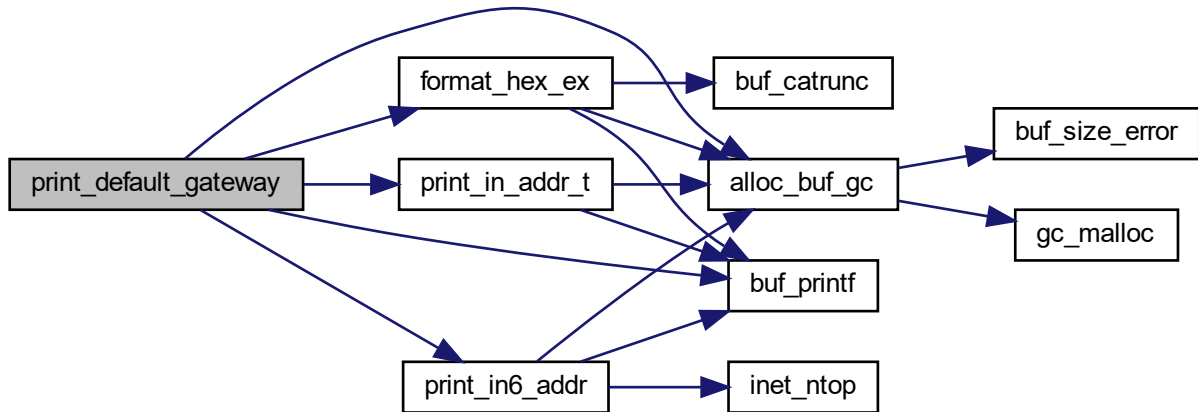 print_default_gateway
format_hex_ex
print_in_addr_t
print_in6_addr
buf_catrunc
alloc_buf_gc
buf_printf
inet_ntop
buf_size_error
gc_malloc